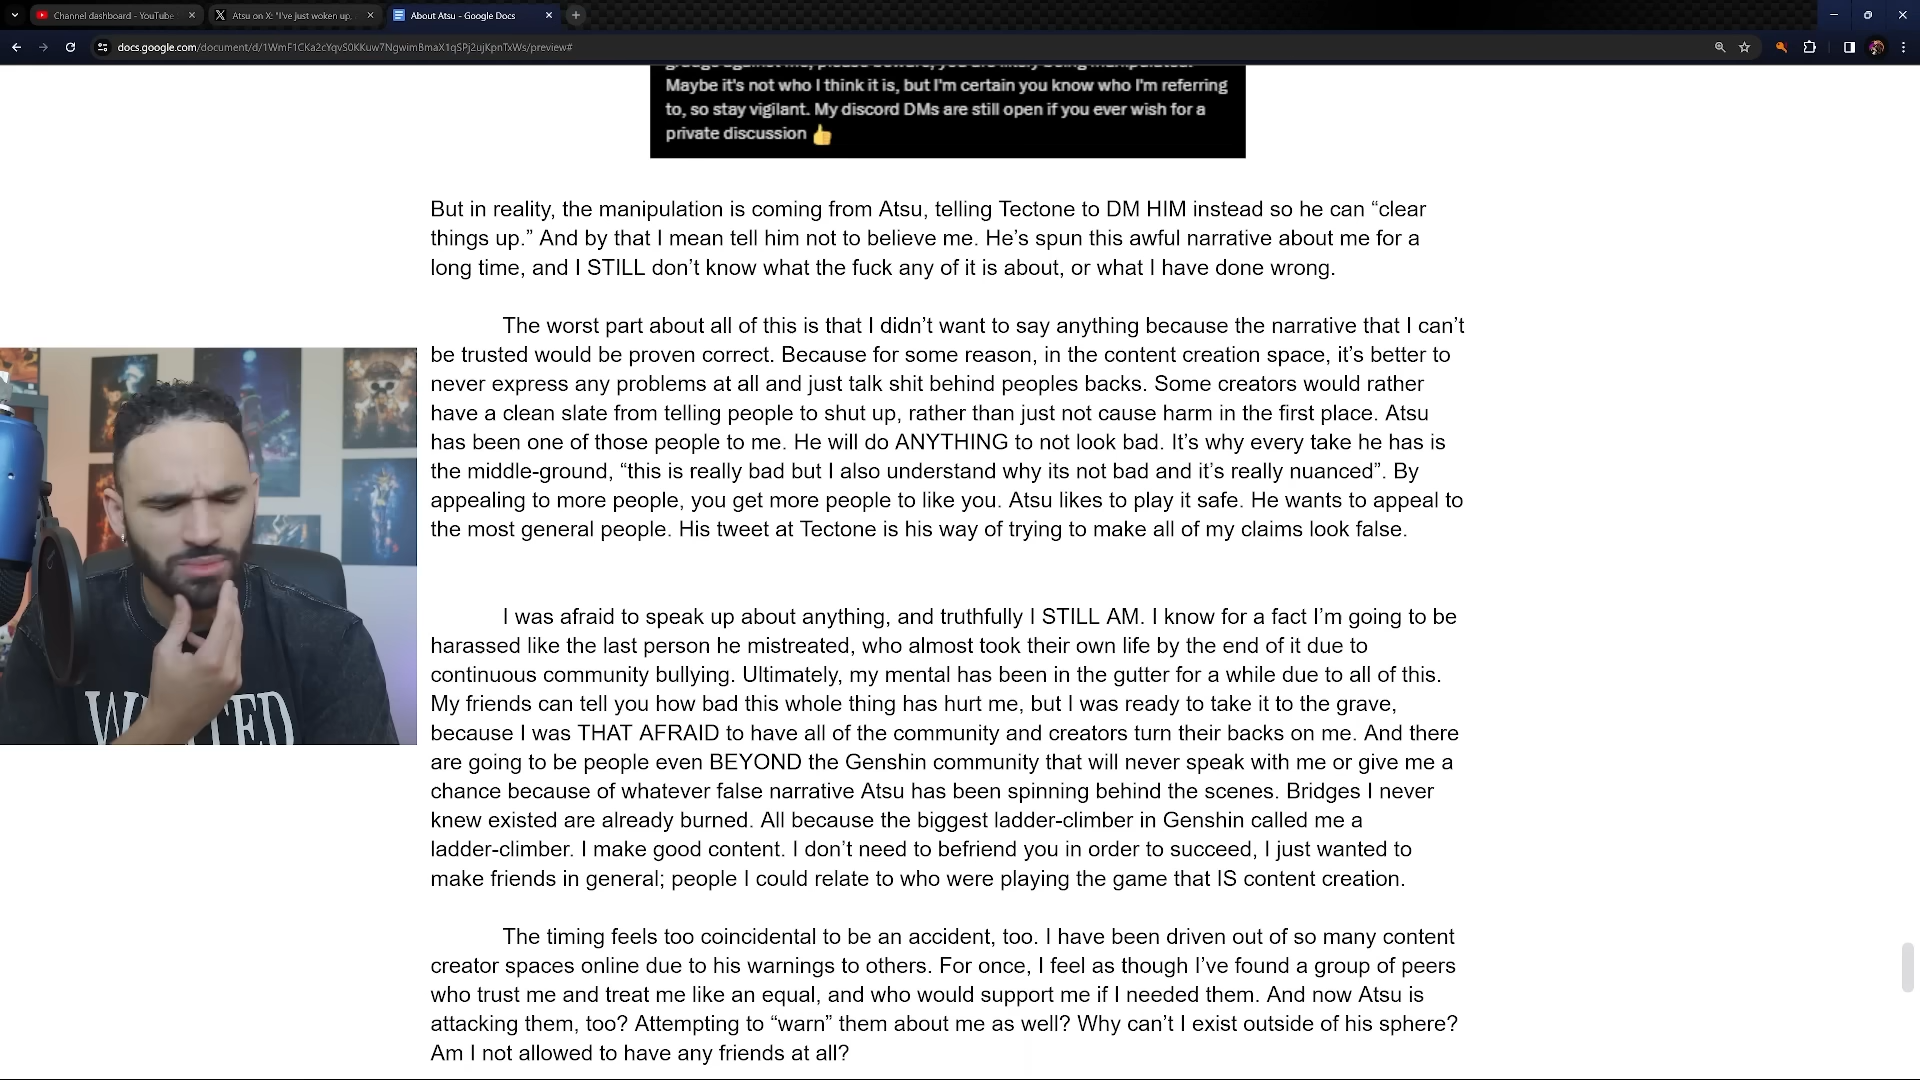 Channel dashboard - YouTube
Atsu on X: "I've just woken up,
About Atsu - Google Docs
docs.google.com/document/d/1WmF1CKa2cYqvS0KKuw7NgwimBmaX1qSPj2ujKpnTxWs/preview#
Maybe it's not who I think it is, but I'm certain you know who I'm referring
to, so stay vigilant. My discord DMs are still open if you ever wish for a
private discussion 👍
But in reality, the manipulation is coming from Atsu, telling Tectone to DM HIM instead so he can “clear
things up.” And by that I mean tell him not to believe me. He’s spun this awful narrative about me for a
long time, and I STILL don’t know what the fuck any of it is about, or what I have done wrong.
The worst part about all of this is that I didn’t want to say anything because the narrative that I can’t
be trusted would be proven correct. Because for some reason, in the content creation space, it’s better to
never express any problems at all and just talk shit behind peoples backs. Some creators would rather
have a clean slate from telling people to shut up, rather than just not cause harm in the first place. Atsu
has been one of those people to me. He will do ANYTHING to not look bad. It’s why every take he has is
the middle-ground, “this is really bad but I also understand why its not bad and it’s really nuanced”. By
appealing to more people, you get more people to like you. Atsu likes to play it safe. He wants to appeal to
the most general people. His tweet at Tectone is his way of trying to make all of my claims look false.
I was afraid to speak up about anything, and truthfully I STILL AM. I know for a fact I’m going to be
harassed like the last person he mistreated, who almost took their own life by the end of it due to
continuous community bullying. Ultimately, my mental has been in the gutter for a while due to all of this.
My friends can tell you how bad this whole thing has hurt me, but I was ready to take it to the grave,
because I was THAT AFRAID to have all of the community and creators turn their backs on me. And there
are going to be people even BEYOND the Genshin community that will never speak with me or give me a
chance because of whatever false narrative Atsu has been spinning behind the scenes. Bridges I never
knew existed are already burned. All because the biggest ladder-climber in Genshin called me a
ladder-climber. I make good content. I don’t need to befriend you in order to succeed, I just wanted to
make friends in general; people I could relate to who were playing the game that IS content creation.
The timing feels too coincidental to be an accident, too. I have been driven out of so many content
creator spaces online due to his warnings to others. For once, I feel as though I’ve found a group of peers
who trust me and treat me like an equal, and who would support me if I needed them. And now Atsu is
attacking them, too? Attempting to “warn” them about me as well? Why can’t I exist outside of his sphere?
Am I not allowed to have any friends at all?